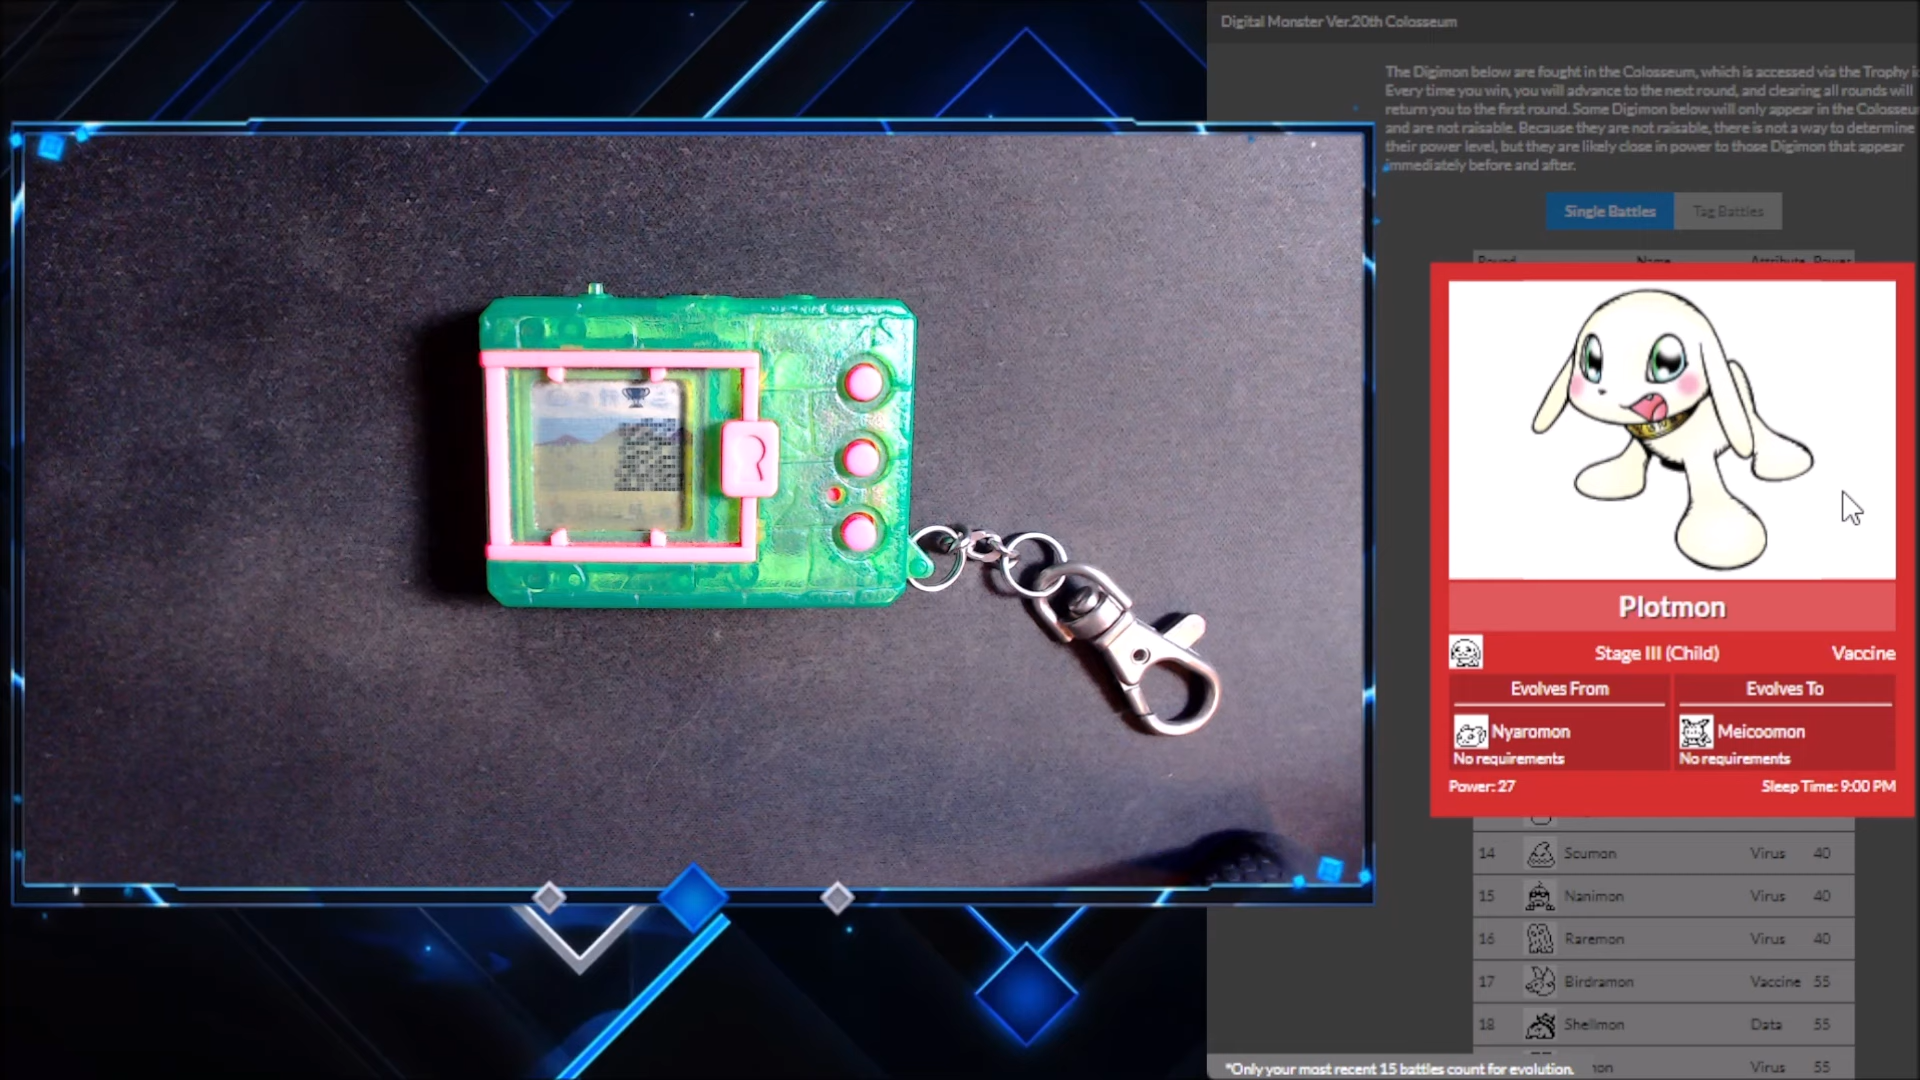 Digital Monster Ver.20th Colosseum
The Digimon below are fought in the Colosseum, which is accessed via the Trophy
Every time you win, you will advance to the next round, and clearing all rounds will
return you to the first round. Some Digimon below will only appear in the
and are not raisable. Because they are not raisable, there is not a way to determine
their power level, but they are likely close in power to those Digimon that appear
immediately before and after.
Single Battles Tag Battles
Round Name Attribute Power
Plotmon
Stage III (Child) Vaccine
Evolves From Evolves To
Nyaromon Meicoomon
No requirements No requirements
Power: 27 Sleep Time: 9:00 PM
14 Scumon Virus 40
15 Nanimon Virus 40
16 Raremon Virus 40
17 Birdramon Vaccine 55
18 Shellmon Data 55
Virus 55
*Only your most recent 15 battles count for evolution.